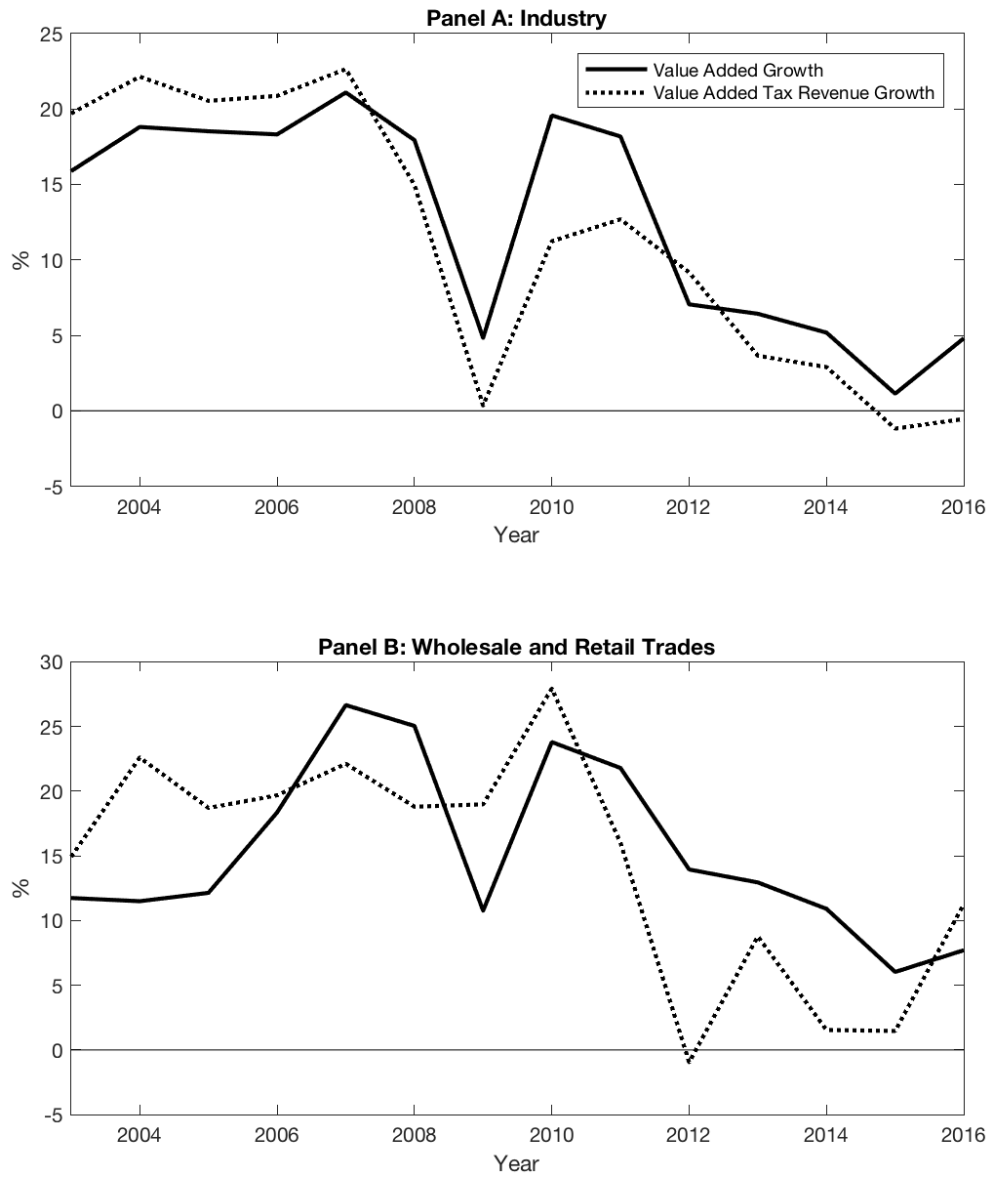 Panel A: Industry
25
20
15
10
5
0
-5
%
Value Added Growth
Value Added Tax Revenue Growth
2004 2006 2008 2010 2012 2014 2016
Year
Panel B: Wholesale and Retail Trades
30
25
20
15
10
5
0
-5
%
2004 2006 2008 2010 2012 2014 2016
Year